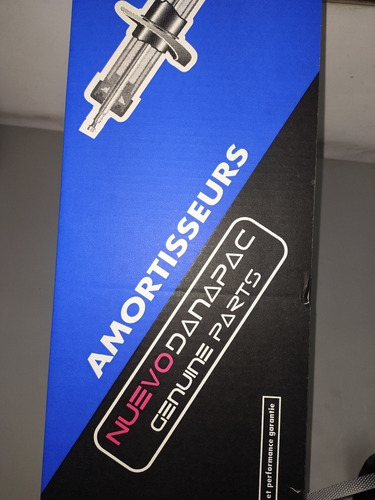 AMORTISSEURS
NUEVO DANAPAC
GENUINE PARTS
et performance garantie